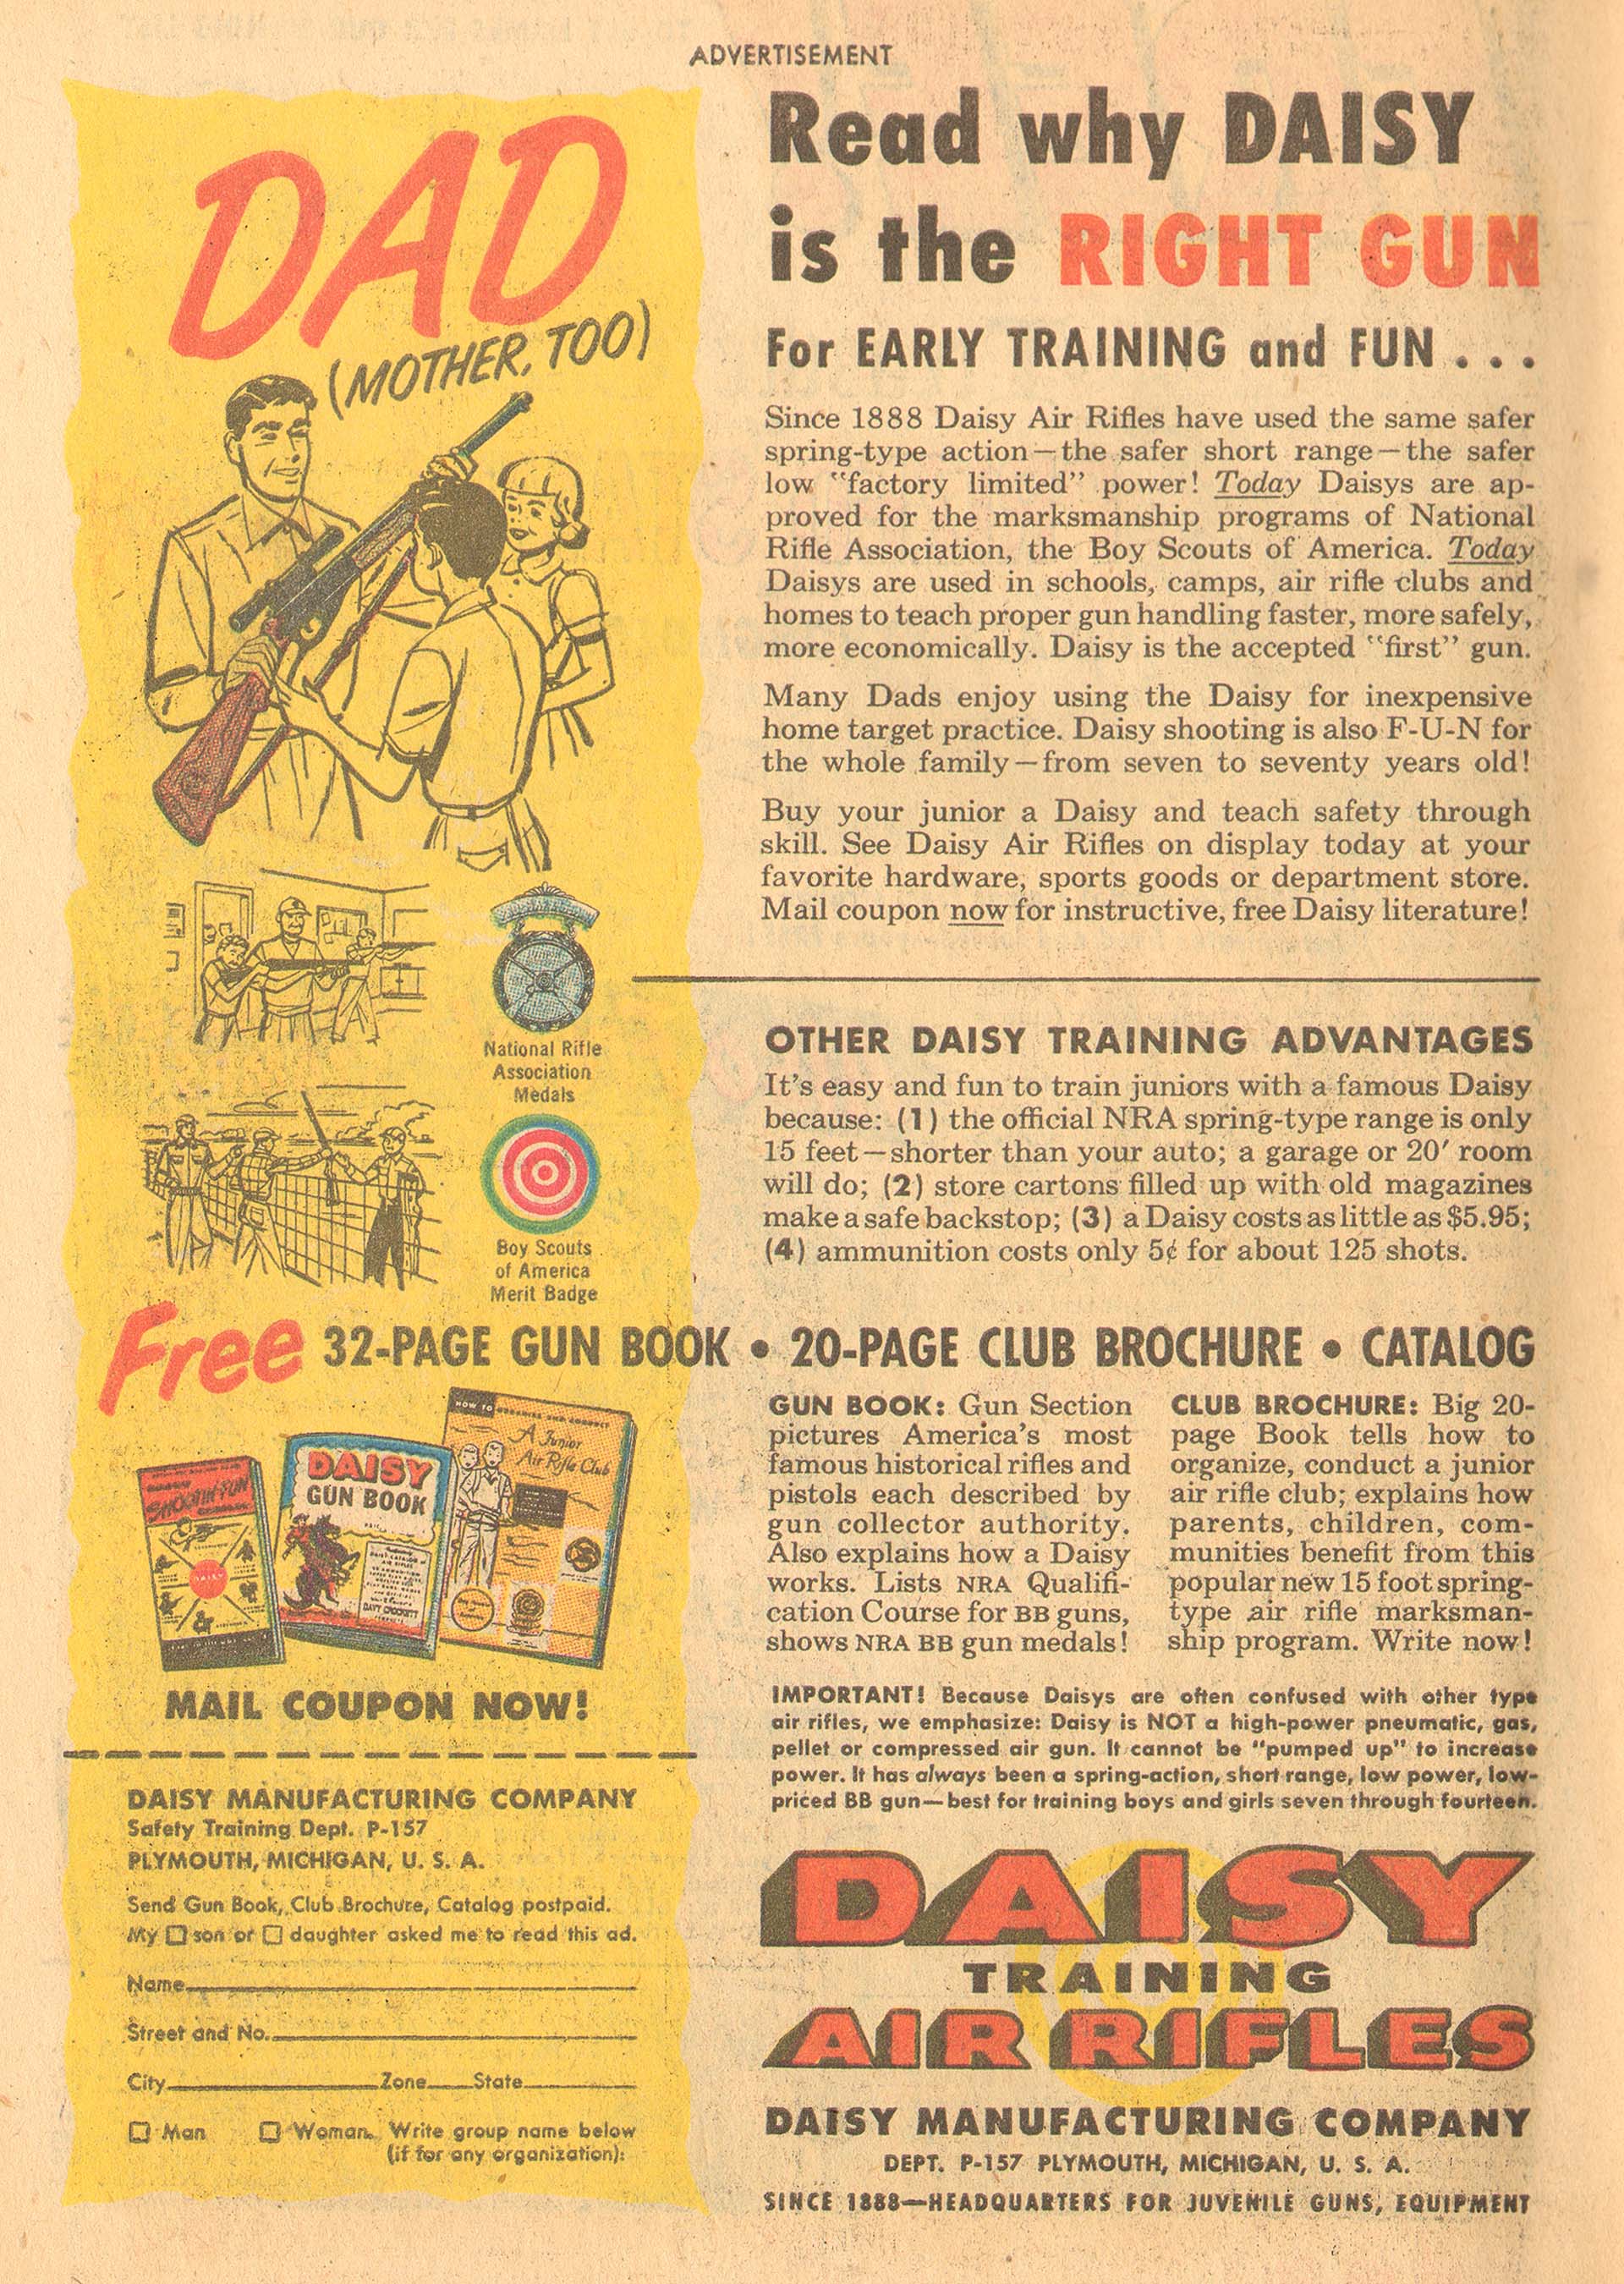 ADVERTISEMENT
DAD
(MOTHER, TOO)
National Rifle
Association
Medals
Boy Scouts
of America
Merit Badge
Read why DAISY
is the RIGHT GUN
For EARLY TRAINING and FUN . . .
Since 1888 Daisy Air Rifles have used the same safer
spring-type action—the safer short range—the safer
low "factory limited" power! Today Daisys are ap-
proved for the marksmanship programs of National
Rifle Association, the Boy Scouts of America. Today
Daisys are used in schools, camps, air rifle clubs and
homes to teach proper gun handling faster, more safely,
more economically. Daisy is the accepted "first" gun.
Many Dads enjoy using the Daisy for inexpensive
home target practice. Daisy shooting is also F-U-N for
the whole family—from seven to seventy years old!
Buy your junior a Daisy and teach safety through
skill. See Daisy Air Rifles on display today at your
favorite hardware, sports goods or department store.
Mail coupon now for instructive, free Daisy literature!
OTHER DAISY TRAINING ADVANTAGES
It's easy and fun to train juniors with a famous Daisy
because: (1) the official NRA spring-type range is only
15 feet—shorter than your auto; a garage or 20' room
will do; (2) store cartons filled up with old magazines
make a safe backstop; (3) a Daisy costs as little as $5.95;
(4) ammunition costs only 5¢ for about 125 shots.
Free 32-PAGE GUN BOOK • 20-PAGE CLUB BROCHURE • CATALOG
SHOOTIN' FUN
DAISY
GUN BOOK
DAVY CROCKETT
HOW TO ORGANIZE AND CONDUCT
A Junior
Air Rifle Club
MAIL COUPON NOW!
GUN BOOK: Gun Section
pictures America's most
famous historical rifles and
pistols each described by
gun collector authority.
Also explains how a Daisy
works. Lists NRA Qualifi-
cation Course for BB guns,
shows NRA BB gun medals!
CLUB BROCHURE: Big 20-
page Book tells how to
organize, conduct a junior
air rifle club; explains how
parents, children, com-
munities benefit from this
popular new 15 foot spring-
type air rifle marksman-
ship program. Write now!
IMPORTANT! Because Daisys are often confused with other type
air rifles, we emphasize: Daisy is NOT a high-power pneumatic, gas,
pellet or compressed air gun. It cannot be "pumped up" to increase
power. It has always been a spring-action, short range, low power, low-
priced BB gun—best for training boys and girls seven through fourteen.
DAISY MANUFACTURING COMPANY
Safety Training Dept. P-157
PLYMOUTH, MICHIGAN, U. S. A.
Send Gun Book, Club Brochure, Catalog postpaid.
My □ son or □ daughter asked me to read this ad.
Name
Street and No.
City Zone State
□ Man □ Woman. Write group name below
(if for any organization):
DAISY
TRAINING
AIR RIFLES
DAISY MANUFACTURING COMPANY
DEPT. P-157 PLYMOUTH, MICHIGAN, U. S. A.
SINCE 1888—HEADQUARTERS FOR JUVENILE GUNS, EQUIPMENT